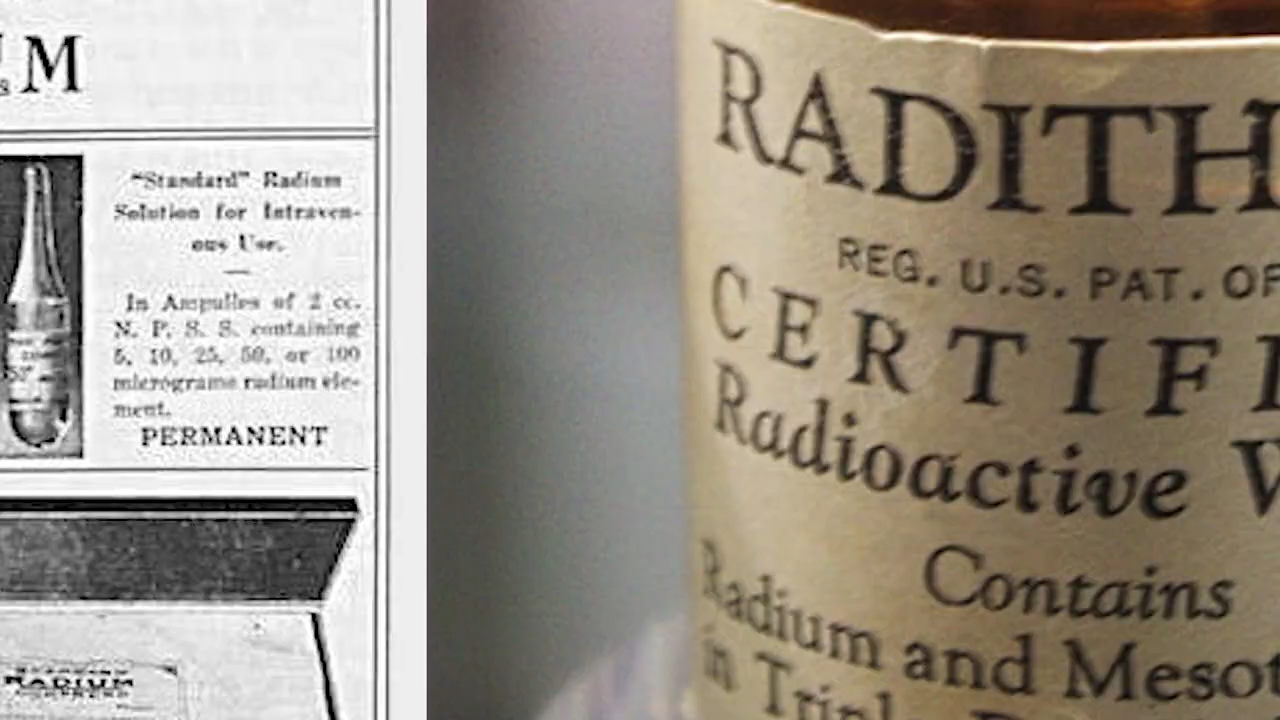 UM
"Standard" Radium
Solution for Intraven-
ous Use.
In Ampulles of 2 cc.
N. P. S. S. containing
5, 10, 25, 50, or 100
micrograms radium ele-
ment.
PERMANENT
RADIUM
RADITH
REG. U.S. PAT. OF
CERTIFI
Radioactive W
Contains
Radium and Mesot
in Tripl